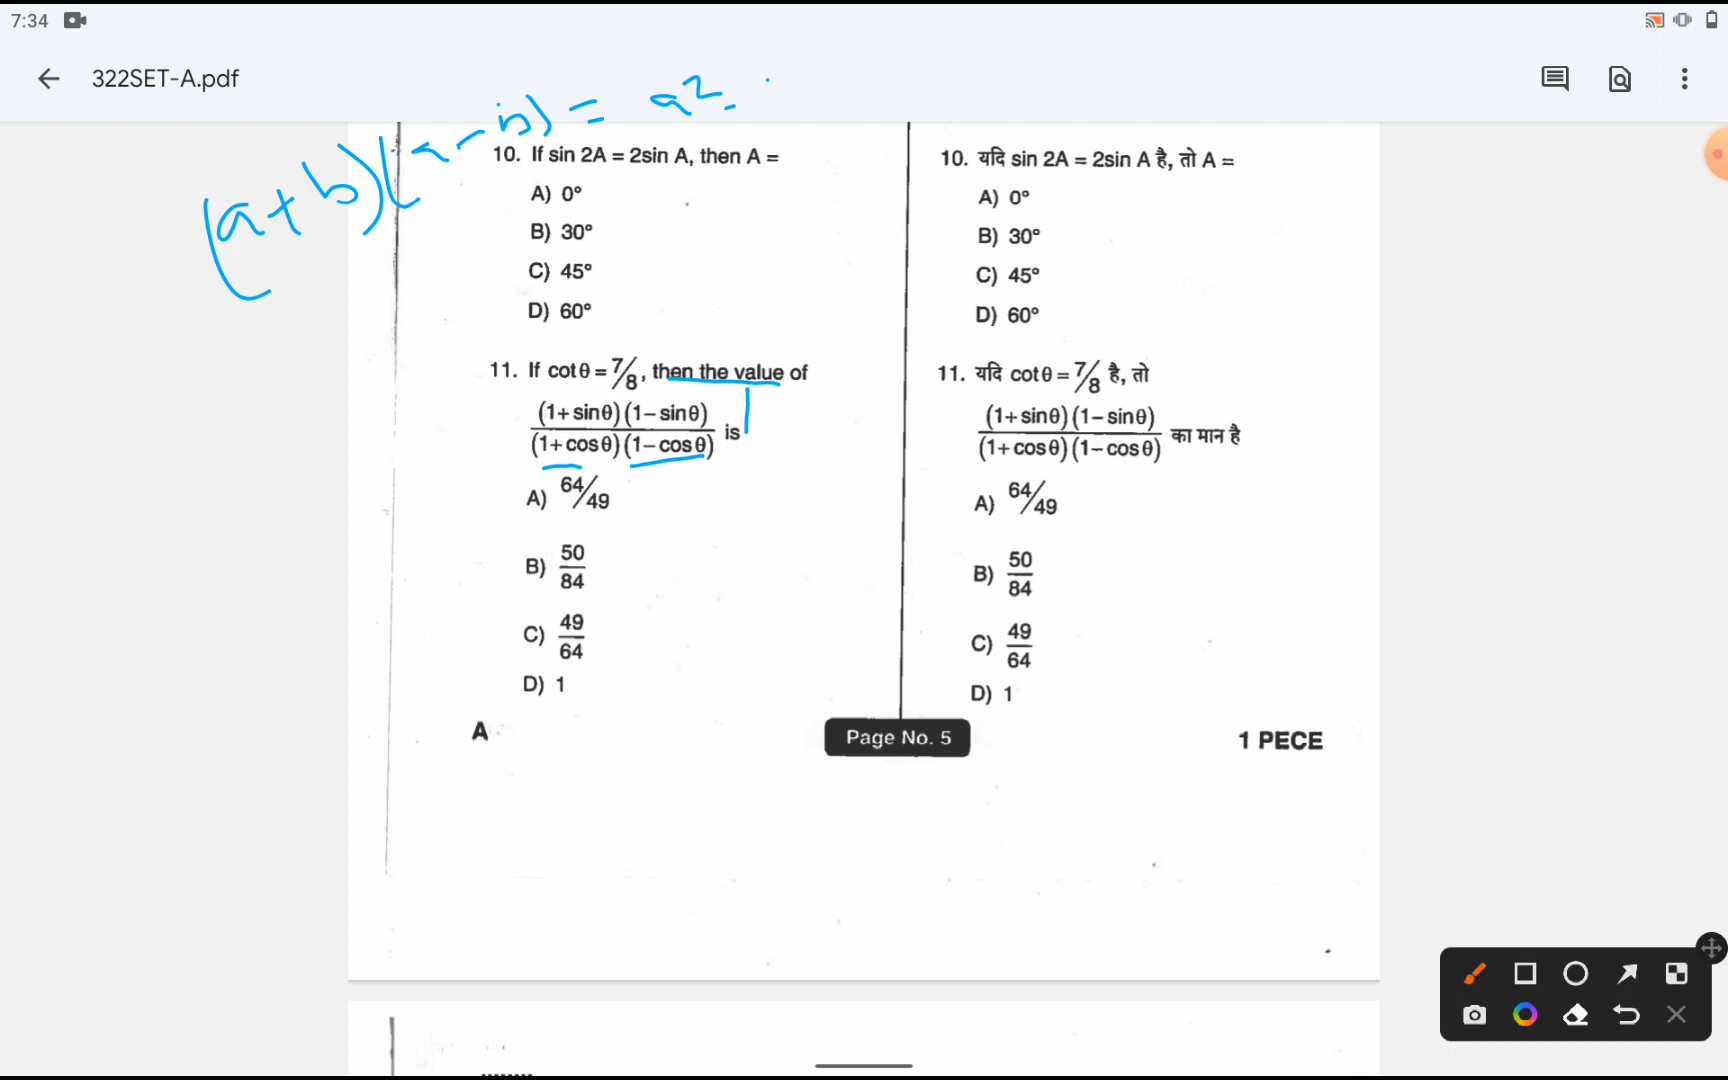 7:34
322SET-A.pdf
(a+b)(a-b) = a2-
10. If sin 2A = 2sin A, then A =
A) 0°
B) 30°
C) 45°
D) 60°
11. If cotθ = 7/8, then the value of
(1+sinθ)(1−sinθ)
(1+cosθ)(1−cosθ) is
A) 64/49
B) 50/84
C) 49/64
D) 1
A
10. यदि sin 2A = 2sin A है, तो A =
A) 0°
B) 30°
C) 45°
D) 60°
11. यदि cotθ = 7/8 है, तो
(1+sinθ)(1−sinθ)
(1+cosθ)(1−cosθ) का मान है
A) 64/49
B) 50/84
C) 49/64
D) 1
Page No. 5
1 PECE